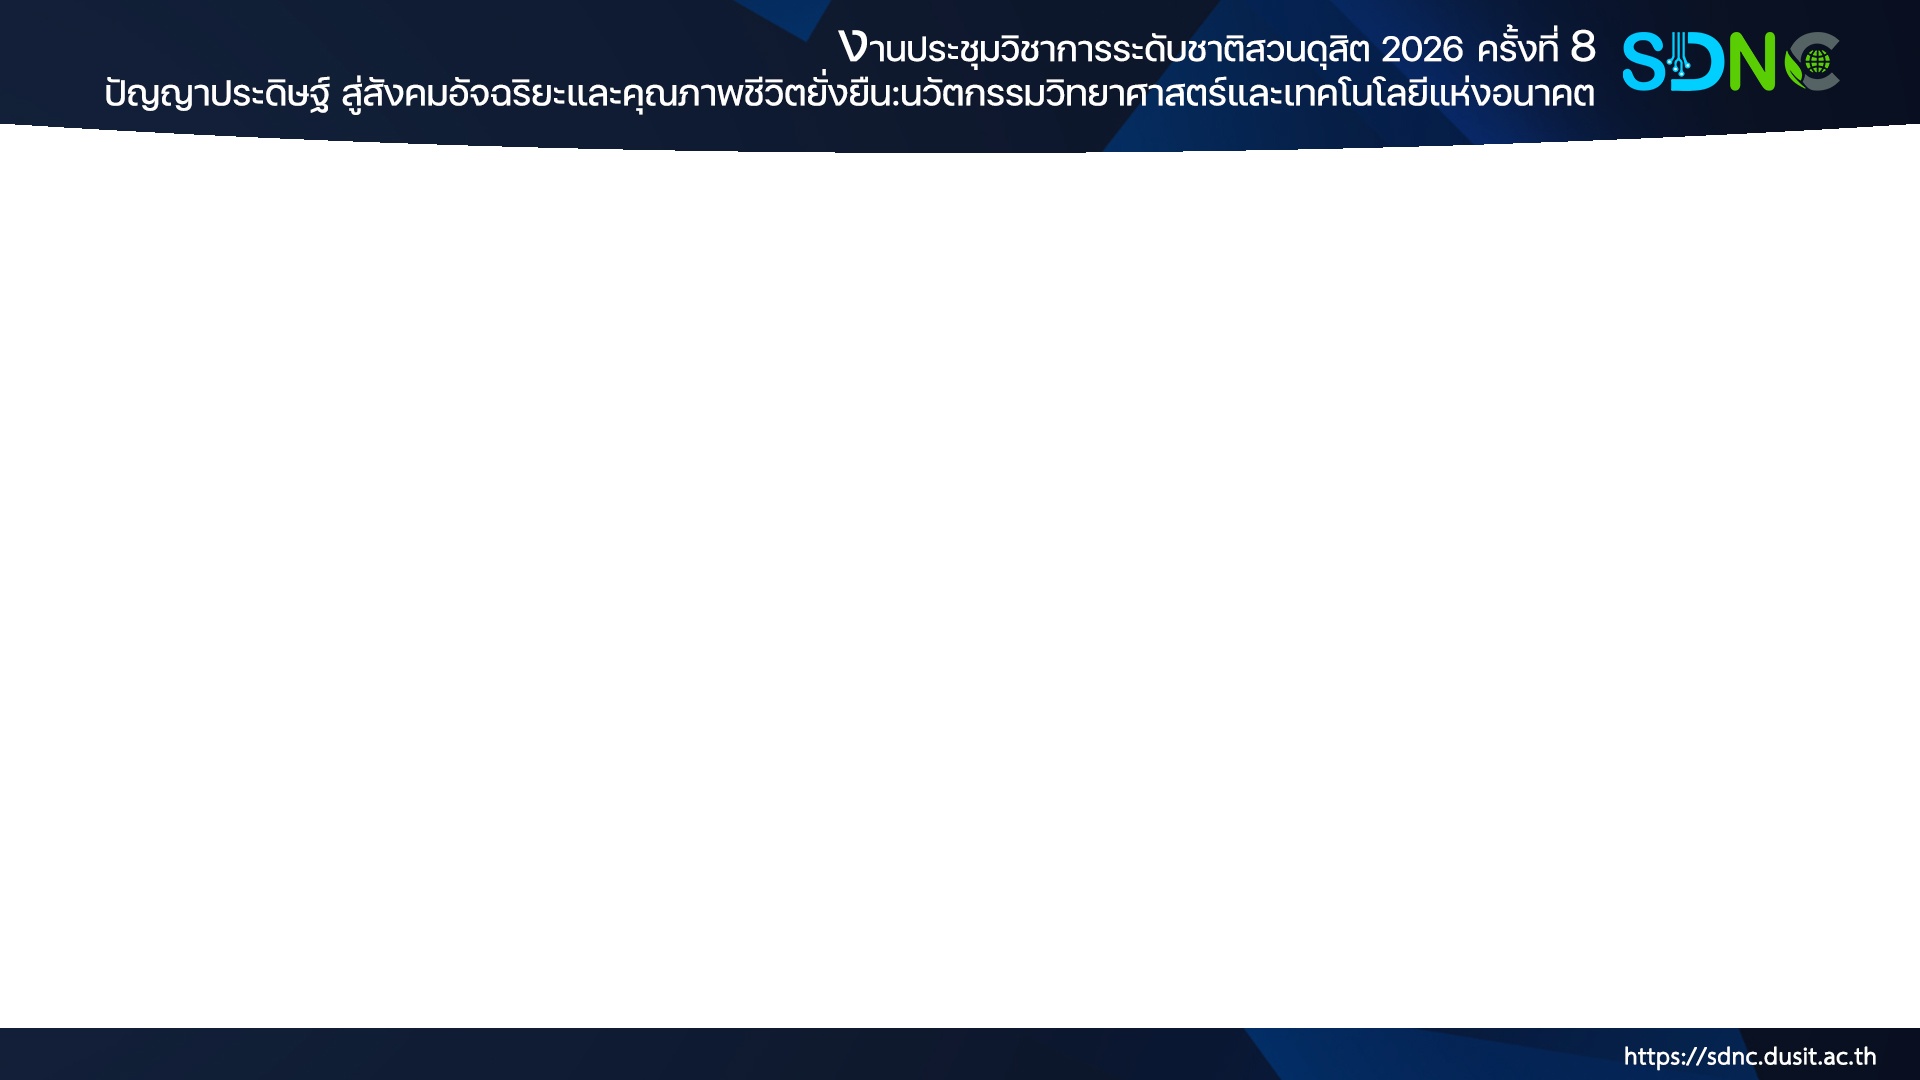 งานประชุมวิชาการระดับชาติสวนดุสิต 2026 ครั้งที่ 8
ปัญญาประดิษฐ์ สู่สังคมอัจฉริยะและคุณภาพชีวิตยั่งยืน:นวัตกรรมวิทยาศาสตร์และเทคโนโลยีแห่งอนาคต
SDNC
https://sdnc.dusit.ac.th